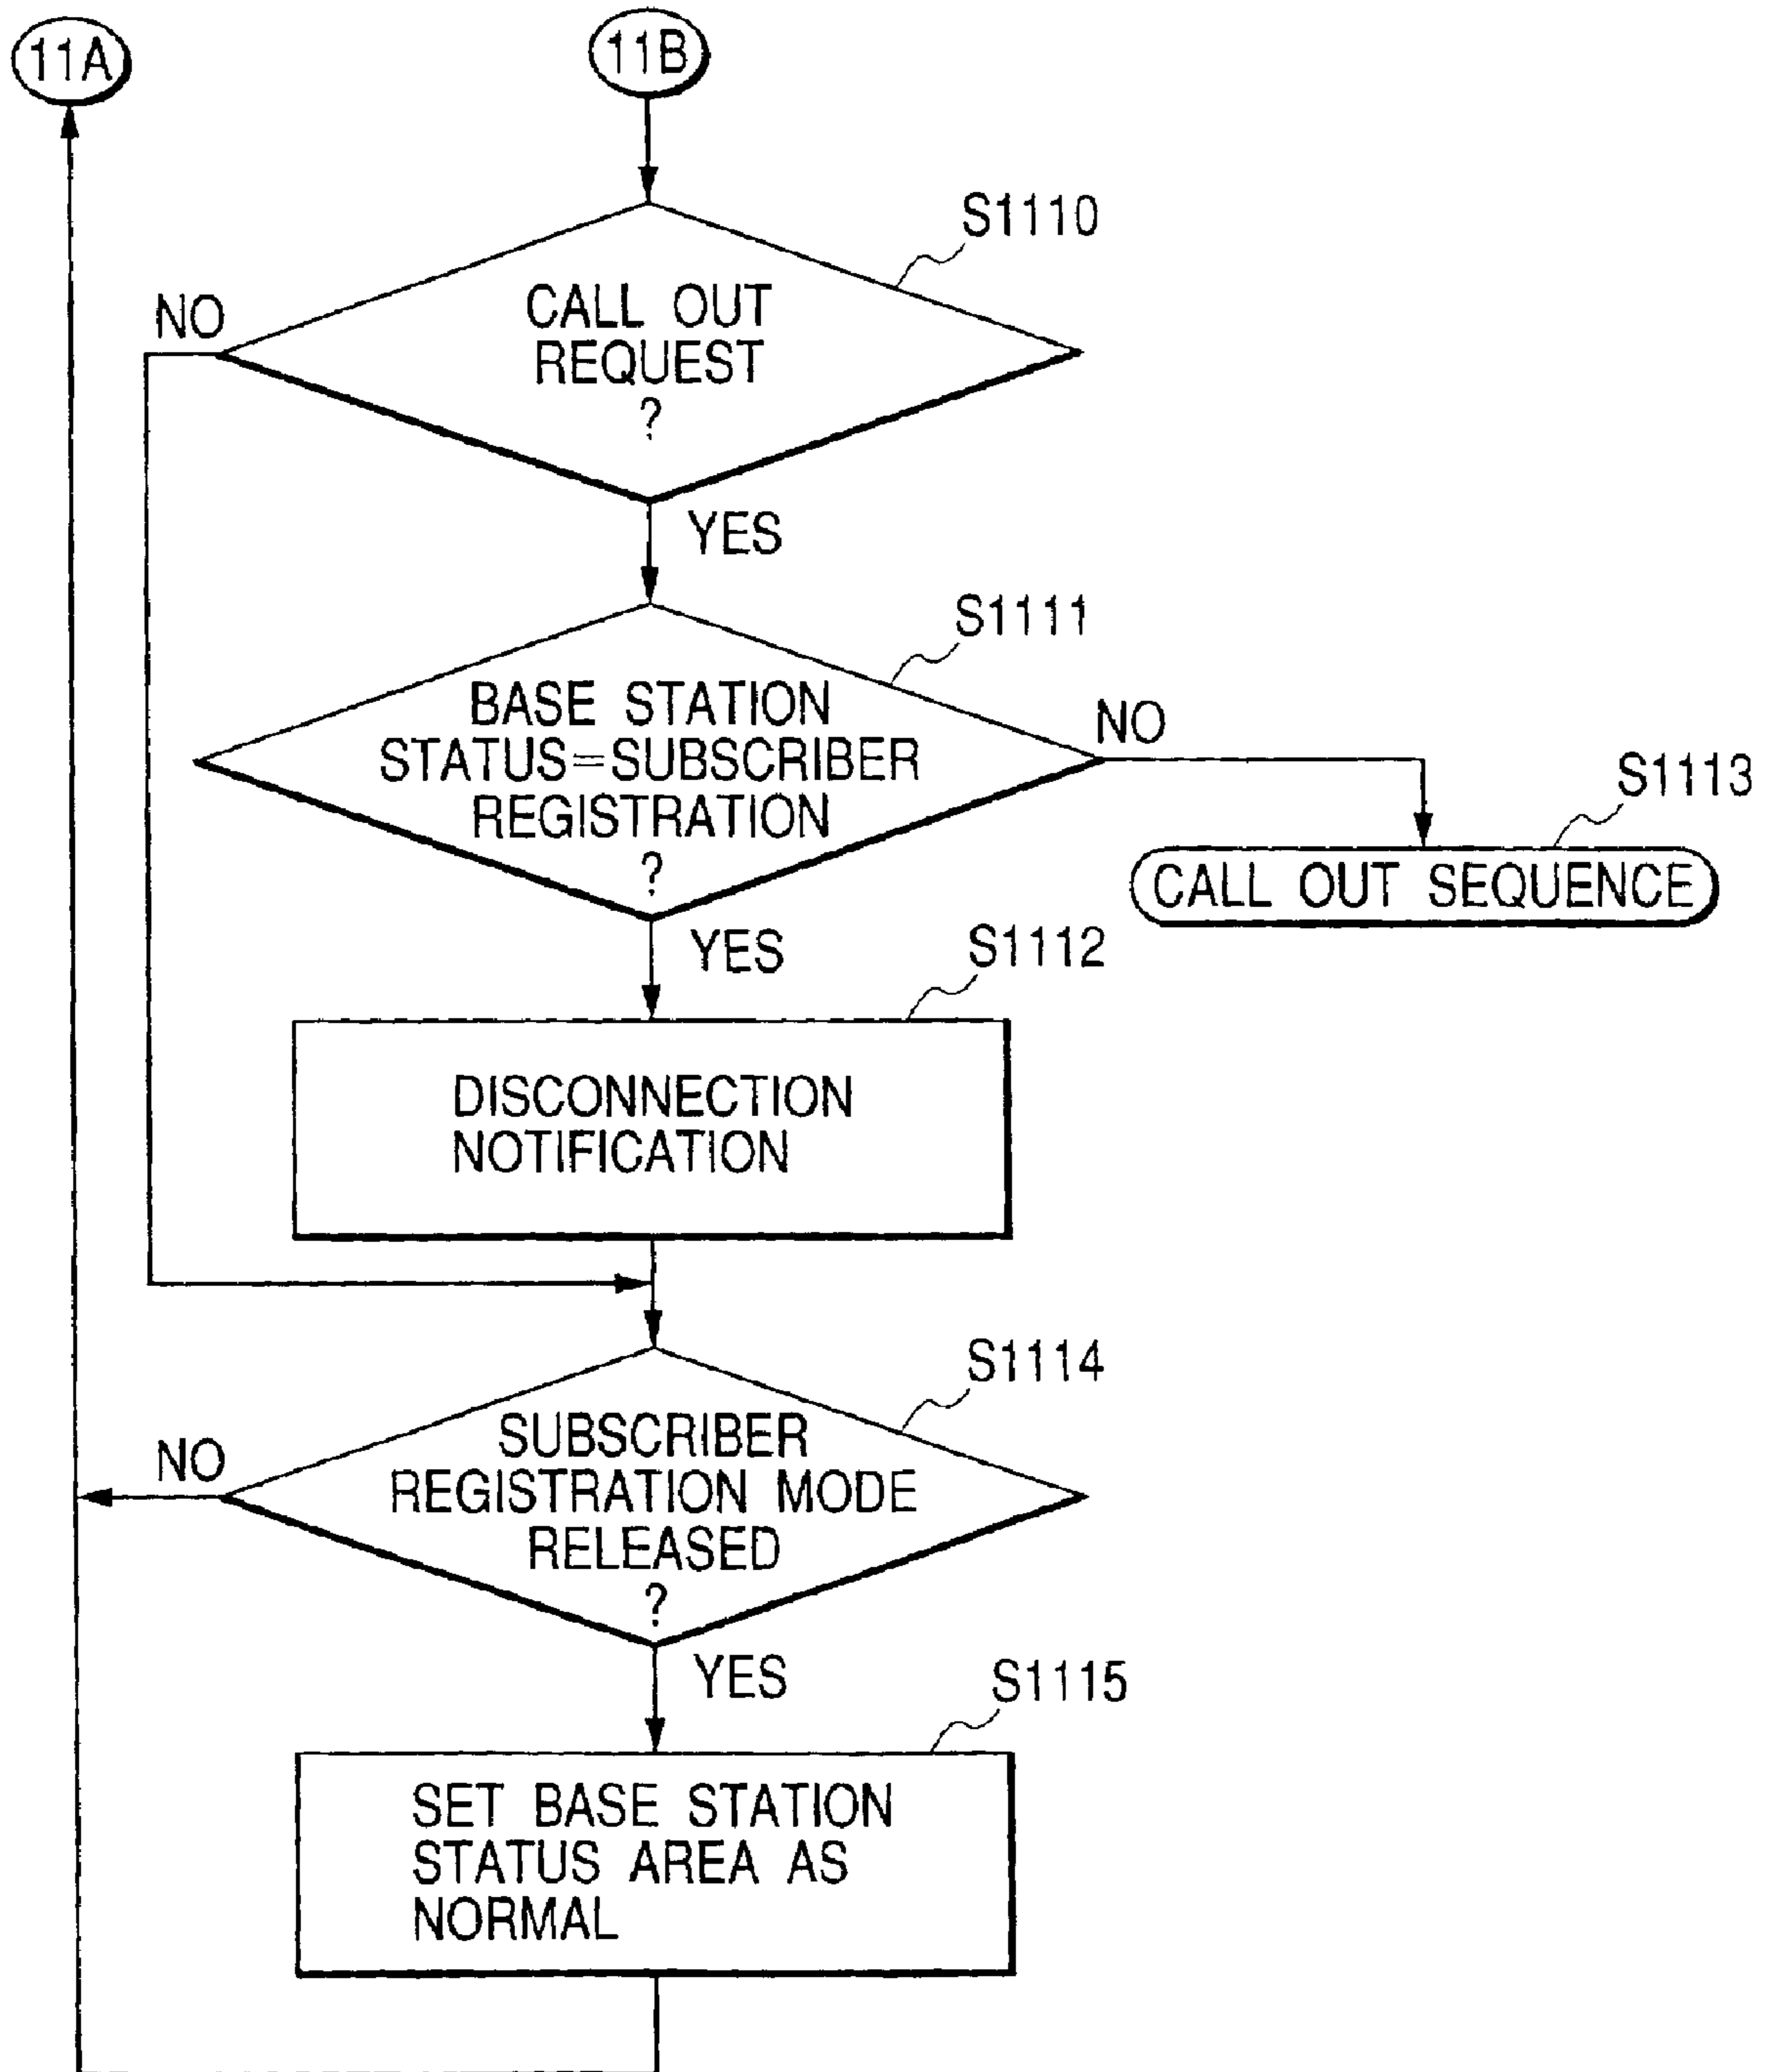 11A
11B
S1110
NO
CALL OUT
REQUEST
?
YES
S1111
BASE STATION
STATUS=SUBSCRIBER
REGISTRATION
?
NO
S1113
CALL OUT SEQUENCE
YES
S1112
DISCONNECTION
NOTIFICATION
S1114
NO
SUBSCRIBER
REGISTRATION MODE
RELEASED
?
YES
S1115
SET BASE STATION
STATUS AREA AS
NORMAL